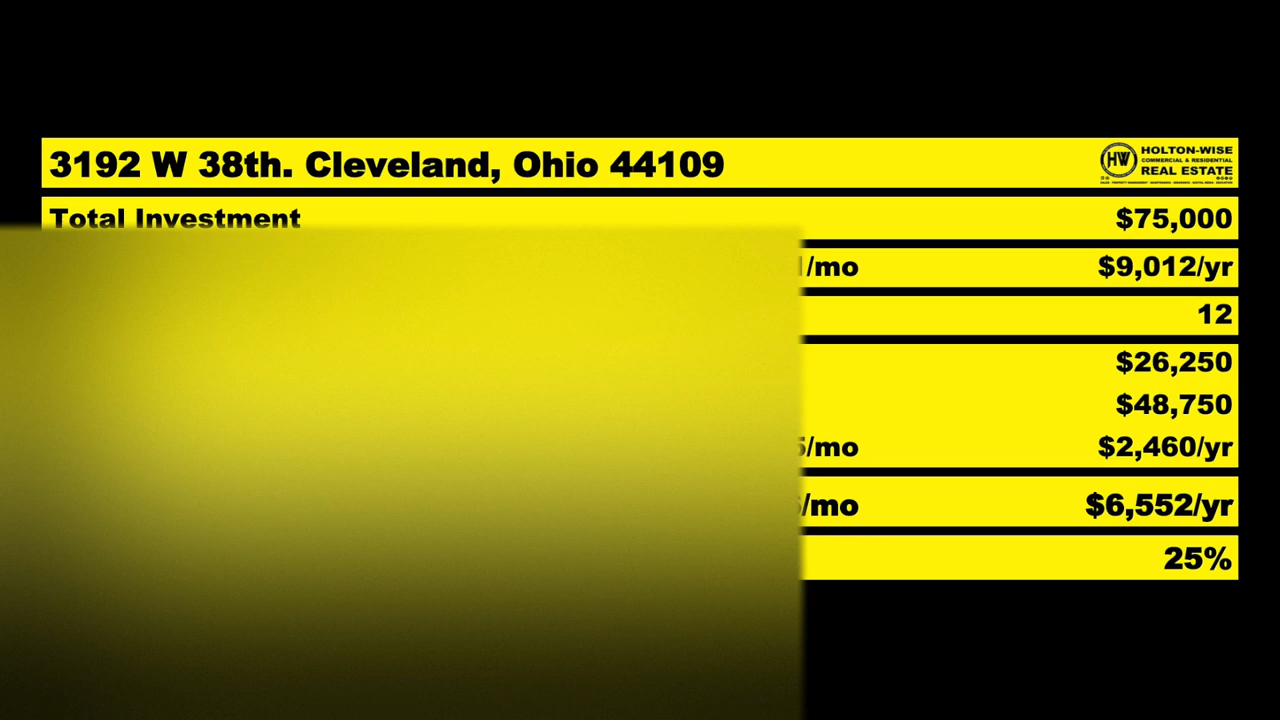 3192 W 38th. Cleveland, Ohio 44109
HOLTON-WISE
COMMERCIAL & RESIDENTIAL
REAL ESTATE
Total Investment $75,000
/mo $9,012/yr
12
$26,250
$48,750
/mo $2,460/yr
/mo $6,552/yr
25%